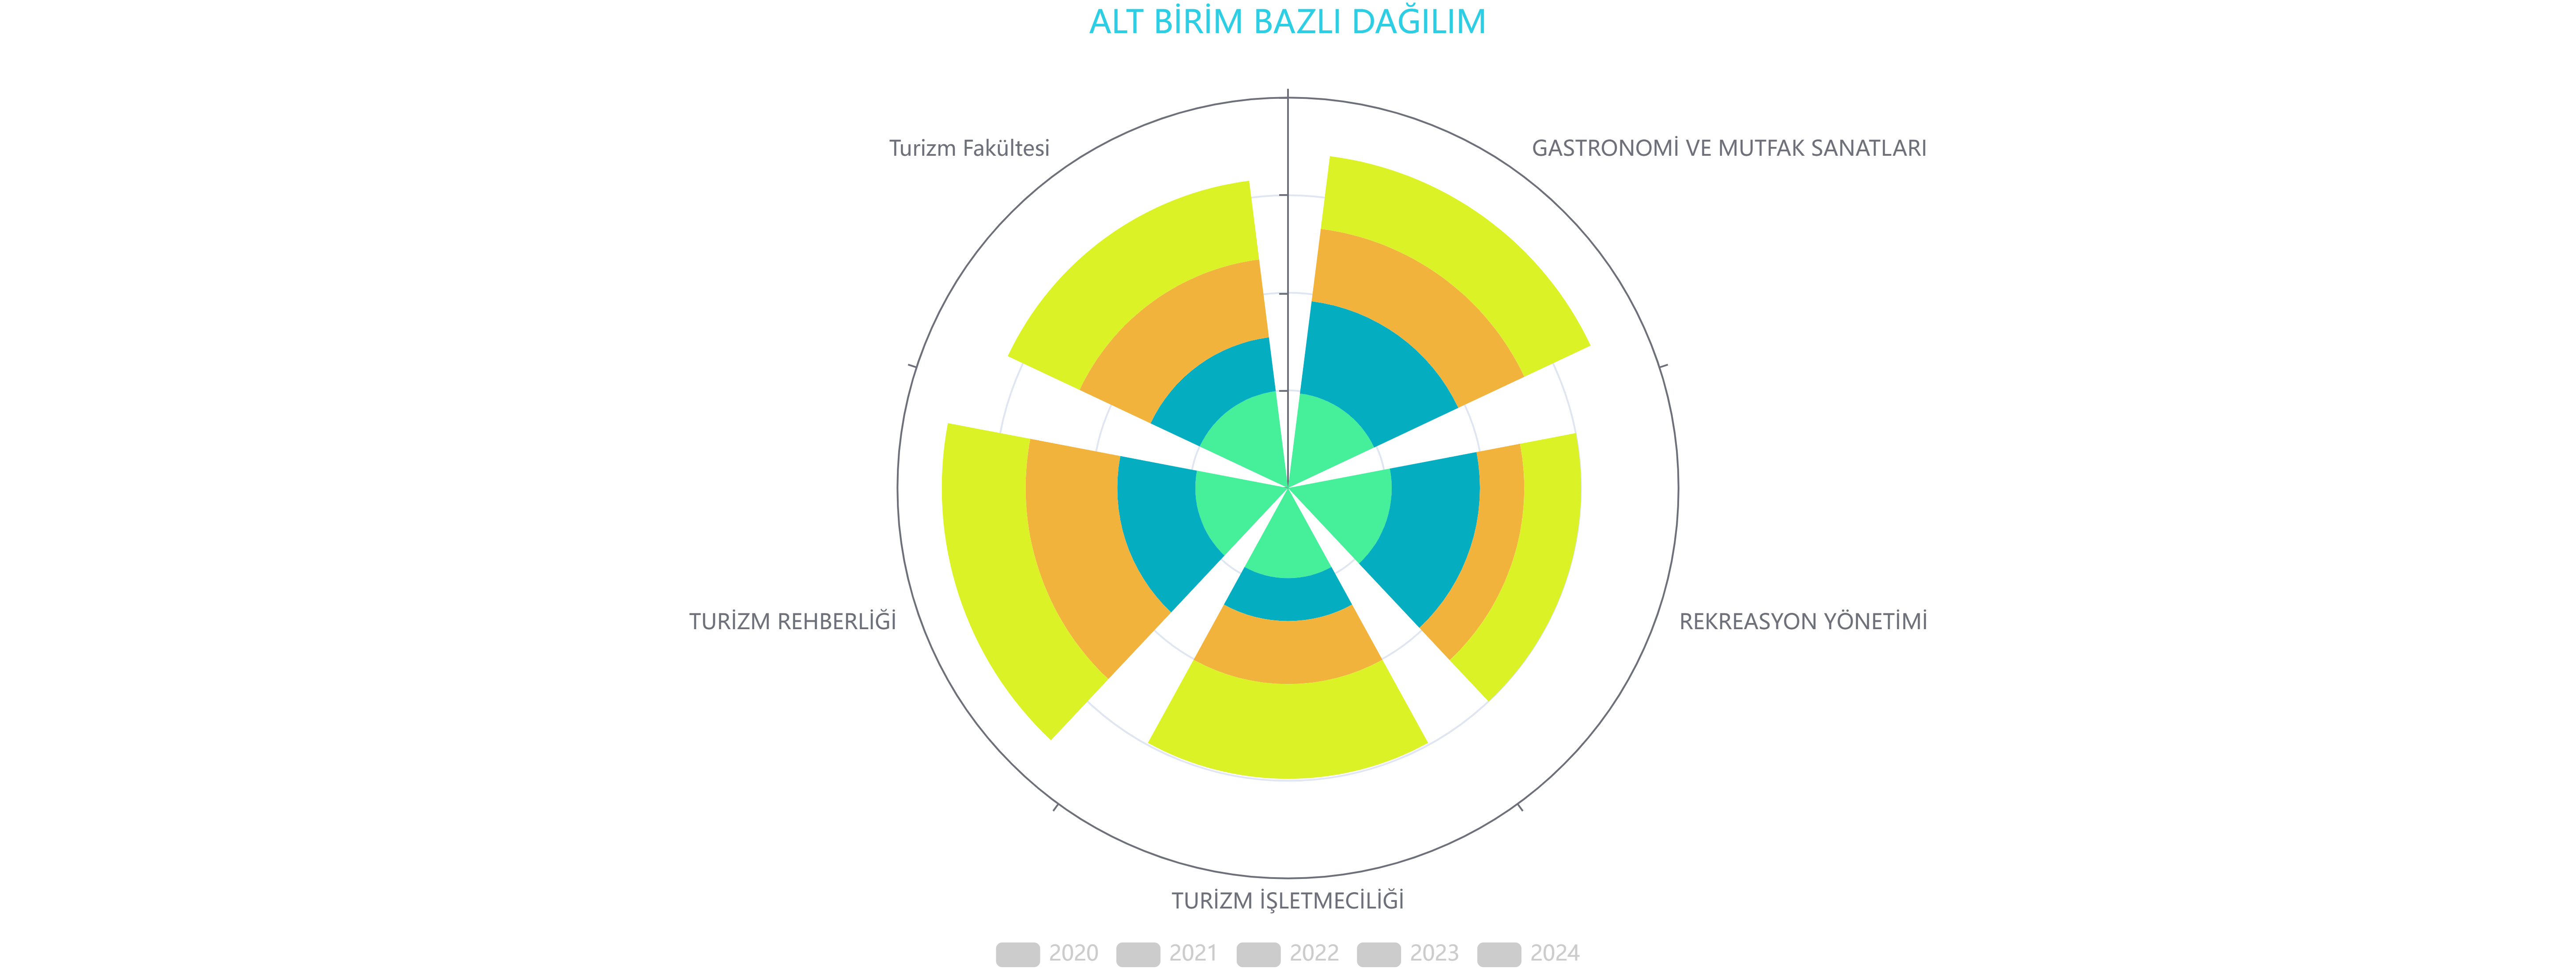 ALT BİRİM BAZLI DAĞILIM
Turizm Fakültesi
GASTRONOMİ VE MUTFAK SANATLARI
TURİZM REHBERLİĞİ
REKREASYON YÖNETİMİ
TURİZM İŞLETMECİLİĞİ
2020 2021 2022 2023 2024